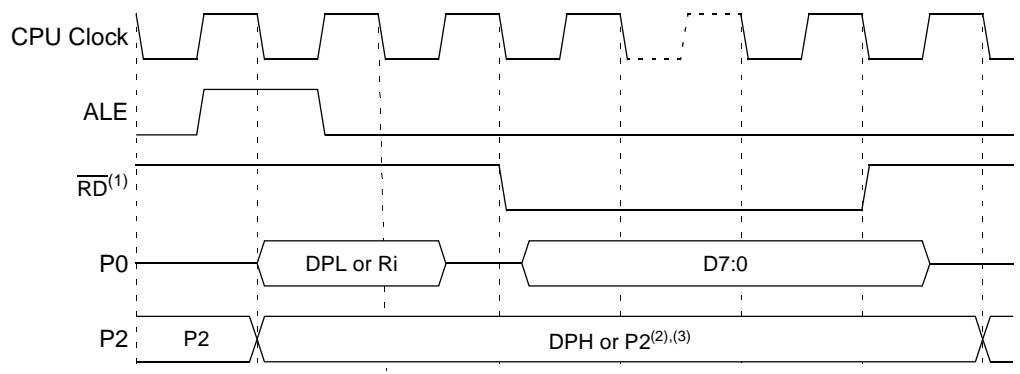 CPU Clock
ALE
RD(1)
P0 DPL or Ri D7:0
P2 P2 DPH or P2(2),(3)